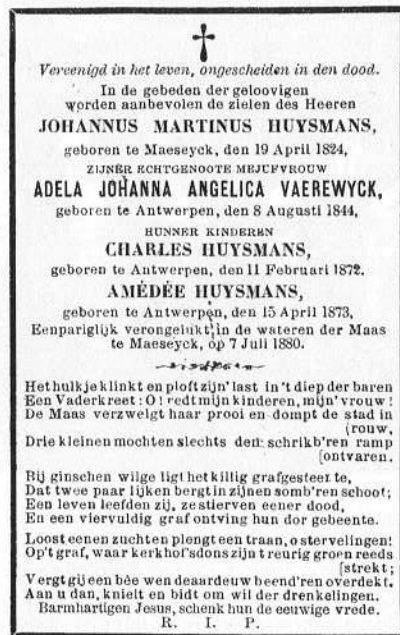 Vereenigd in het leven, ongescheiden in den dood.
In de gebeden der geloovigen
worden aanbevolen de zielen des Heeren
JOHANNUS MARTINUS HUYSMANS,
geboren te Maeseyck, den 19 April 1824,
ZIJNER ECHTGENOOTE MEJUFVROUW
ADELA JOHANNA ANGELICA VAEREWYCK,
geboren te Antwerpen, den 8 Augusti 1844,
HUNNER KINDEREN
CHARLES HUYSMANS,
geboren te Antwerpen, den 11 Februari 1872.
AMÉDÉE HUYSMANS,
geboren te Antwerpen, den 15 April 1873,
Eenpariglijk verongelukt in de wateren der Maas
te Maeseyck, op 7 Juli 1880.
Het hulkje klinkt en ploft zijn' last in 't diep der baren
Een Vaderkreet: O! redt mijn kinderen, mijn' vrouw!
De Maas verzwelgt haar prooi en dompt de stad in
(rouw,
Drie kleinen mochten slechts den schrikb'ren ramp
[ontvaren.
Bij ginschen wilge ligt het killig grafgesteente,
Dat twee paar lijken bergt in zijnen somb'ren schoot;
Een leven leefden zij, ze stierven eener dood,
En een viervuldig graf ontving hun dor gebeente.
Loost eenen zucht en plengt een traan, o stervelingen!
Op't graf, waar kerkhofsdons zijn treurig groen reeds
[strekt;
Vergt gij een bêe wen deaardeuw beend'ren overdekt.
Aan u dan, knielt en bidt om wil der drenkelingen.
Barmhartigen Jesus, schenk hun de eeuwige vrede.
R. I. P.